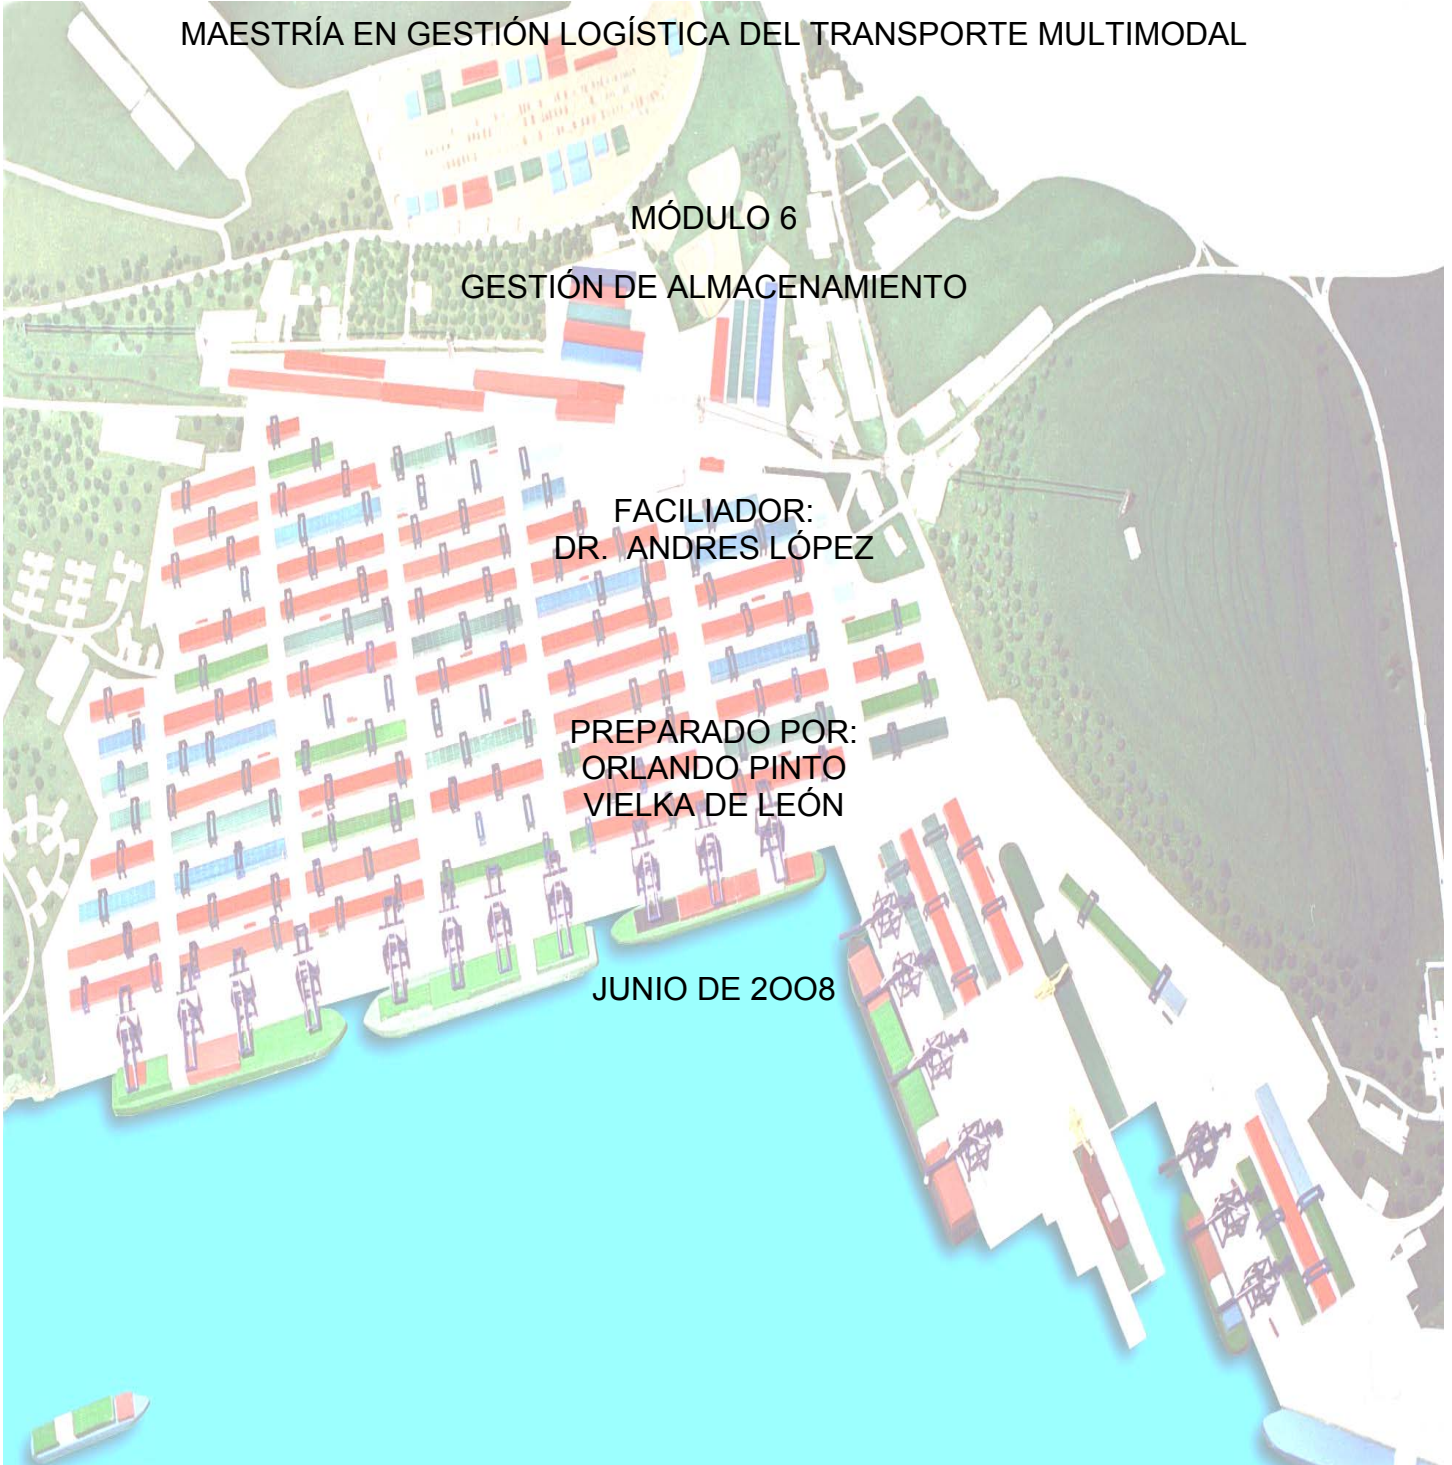 MAESTRÍA EN GESTIÓN LOGÍSTICA DEL TRANSPORTE MULTIMODAL
MÓDULO 6
GESTIÓN DE ALMACENAMIENTO
FACILIADOR:
DR. ANDRES LÓPEZ
PREPARADO POR:
ORLANDO PINTO
VIELKA DE LEÓN
JUNIO DE 2OO8